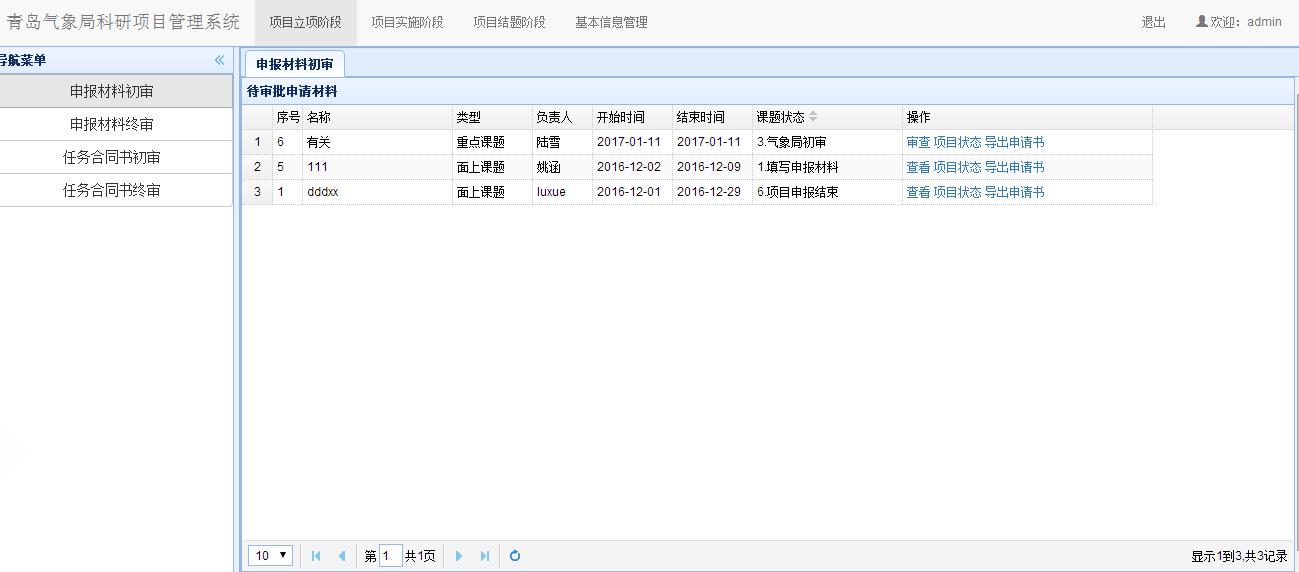 青岛气象局科研项目管理系统 项目立项阶段 项目实施阶段 项目结题阶段 基本信息管理 退出 欢迎：admin
导航菜单
申报材料初审
申报材料终审
任务合同书初审
任务合同书终审
申报材料初审
待审批申请材料
序号 名称 类型 负责人 开始时间 结束时间 课题状态 操作
1 6 有关 重点课题 陆雪 2017-01-11 2017-01-11 3.气象局初审 审查 项目状态 导出申请书
2 5 111 面上课题 姚涵 2016-12-02 2016-12-09 1.填写申报材料 查看 项目状态 导出申请书
3 1 dddxx 面上课题 luxue 2016-12-01 2016-12-29 6.项目申报结束 查看 项目状态 导出申请书
10 第 1 共1页 显示1到3,共3记录